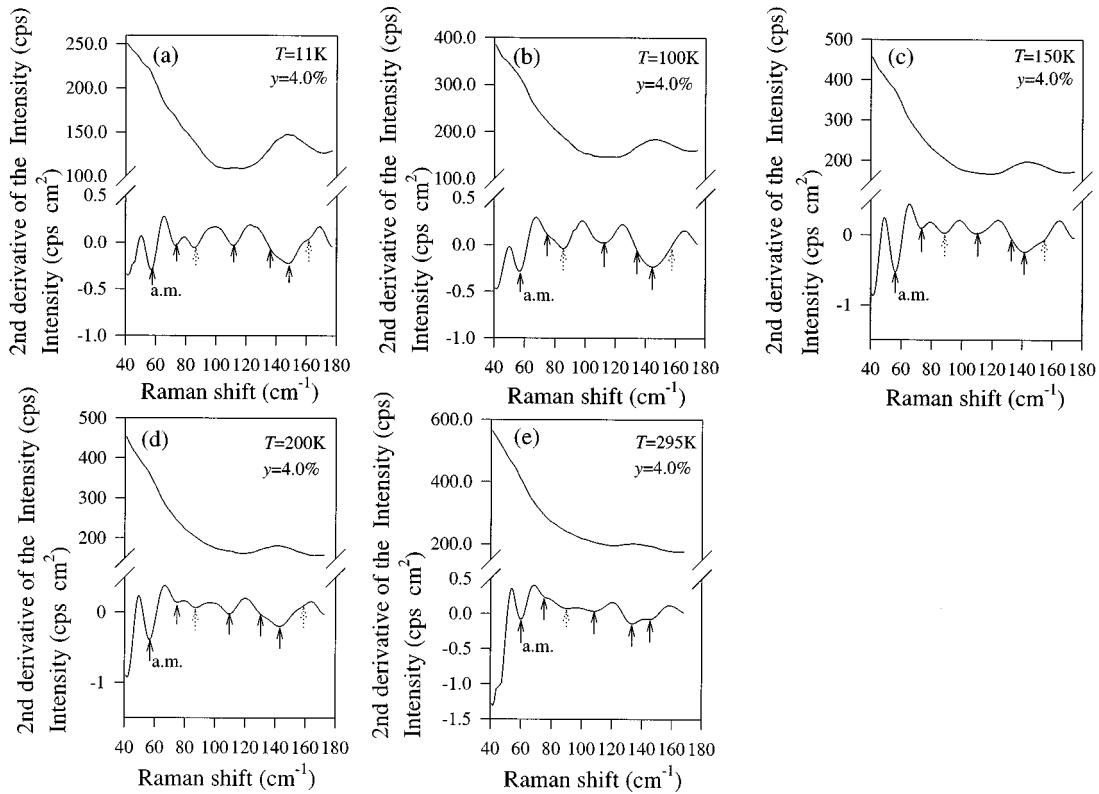 2nd derivative of the Intensity (cps)
Intensity (cps cm²)
(a)
T=11K
y=4.0%
250.0
200.0
150.0
100.0
0.5
0.0
-0.5
-1.0
a.m.
40 60 80 100 120 140 160 180
Raman shift (cm⁻¹)
2nd derivative of the Intensity (cps)
Intensity (cps cm²)
(b)
T=100K
y=4.0%
400.0
300.0
200.0
100.0
0.5
0.0
-0.5
-1.0
a.m.
40 60 80 100 120 140 160 180
Raman shift (cm⁻¹)
2nd derivative of the Intensity (cps)
Intensity (cps cm²)
(c)
T=150K
y=4.0%
500
400
300
200
0
-1
a.m.
40 60 80 100 120 140 160 180
Raman shift (cm⁻¹)
2nd derivative of the Intensity (cps)
Intensity (cps cm²)
(d)
T=200K
y=4.0%
500
400
300
200
0
-1
a.m.
40 60 80 100 120 140 160 180
Raman shift (cm⁻¹)
2nd derivative of the Intensity (cps)
Intensity (cps cm²)
(e)
T=295K
y=4.0%
600.0
400.0
200.0
0.5
0.0
-0.5
-1.0
-1.5
a.m.
40 60 80 100 120 140 160 180
Raman shift (cm⁻¹)